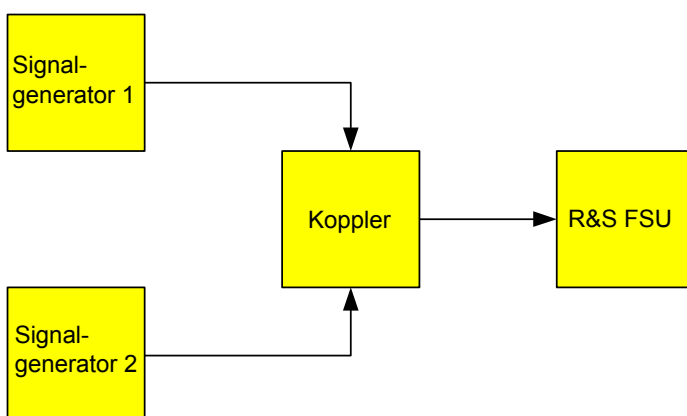 Signal-
generator 1
Koppler
R&S FSU
Signal-
generator 2